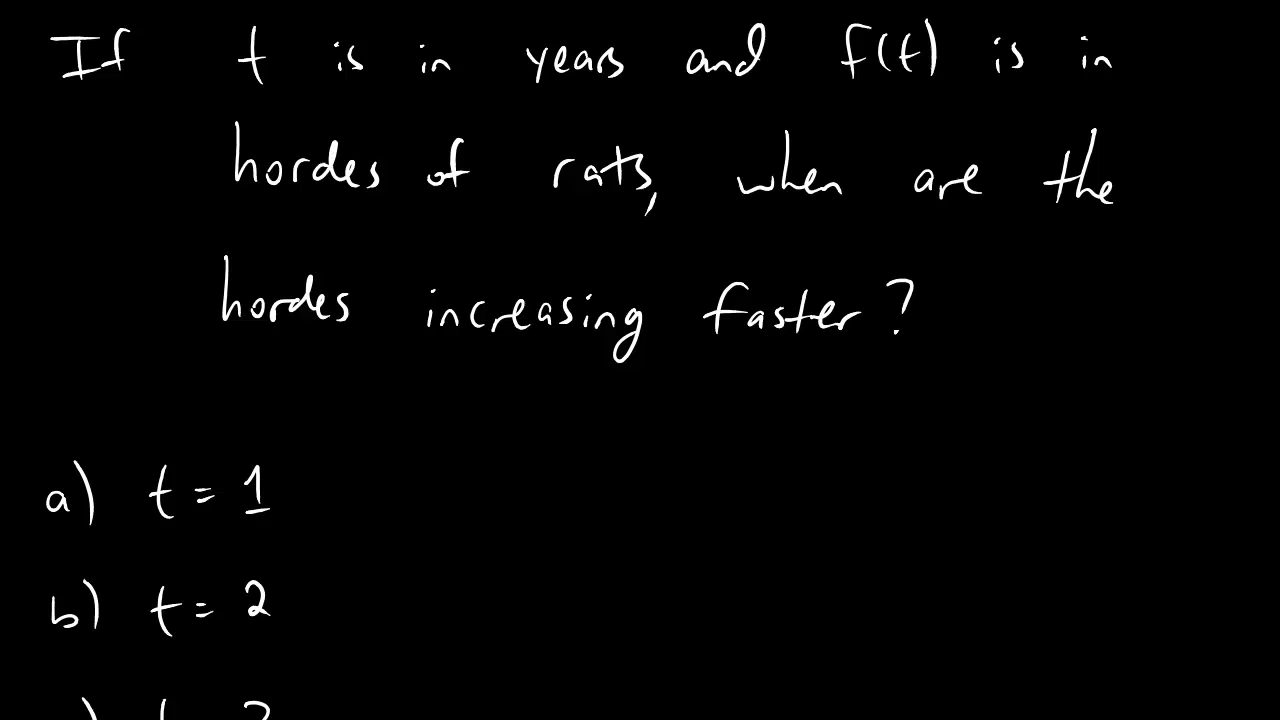 If t is in years and f(t) is in
hordes of rats, when are the
hordes increasing faster?
a) t = 1
b) t = 2